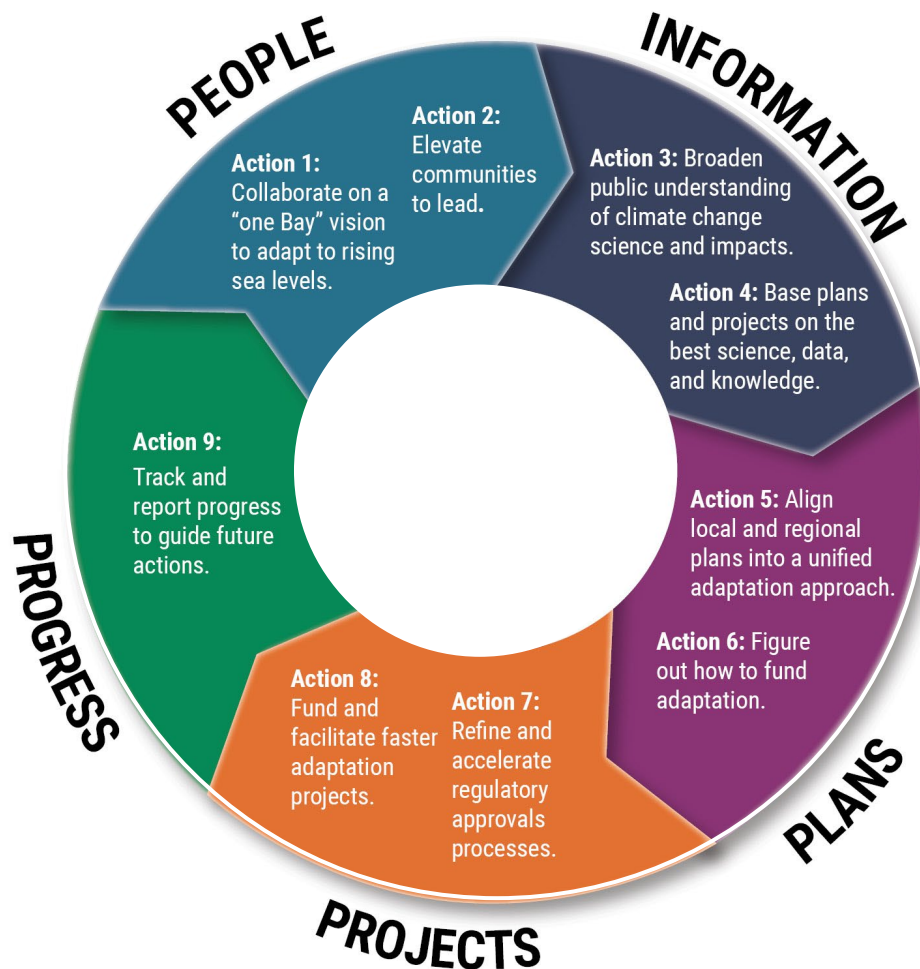 PEOPLE
Action 1:
Collaborate on a
“one Bay” vision
to adapt to rising
sea levels.
Action 2:
Elevate
communities
to lead.
INFORMATION
Action 3: Broaden
public understanding
of climate change
science and impacts.
Action 4: Base plans
and projects on the
best science, data,
and knowledge.
PLANS
Action 5: Align
local and regional
plans into a unified
adaptation approach.
Action 6: Figure
out how to fund
adaptation.
PROJECTS
Action 7:
Refine and
accelerate
regulatory
approvals
processes.
Action 8:
Fund and
facilitate faster
adaptation
projects.
PROGRESS
Action 9:
Track and
report progress
to guide future
actions.